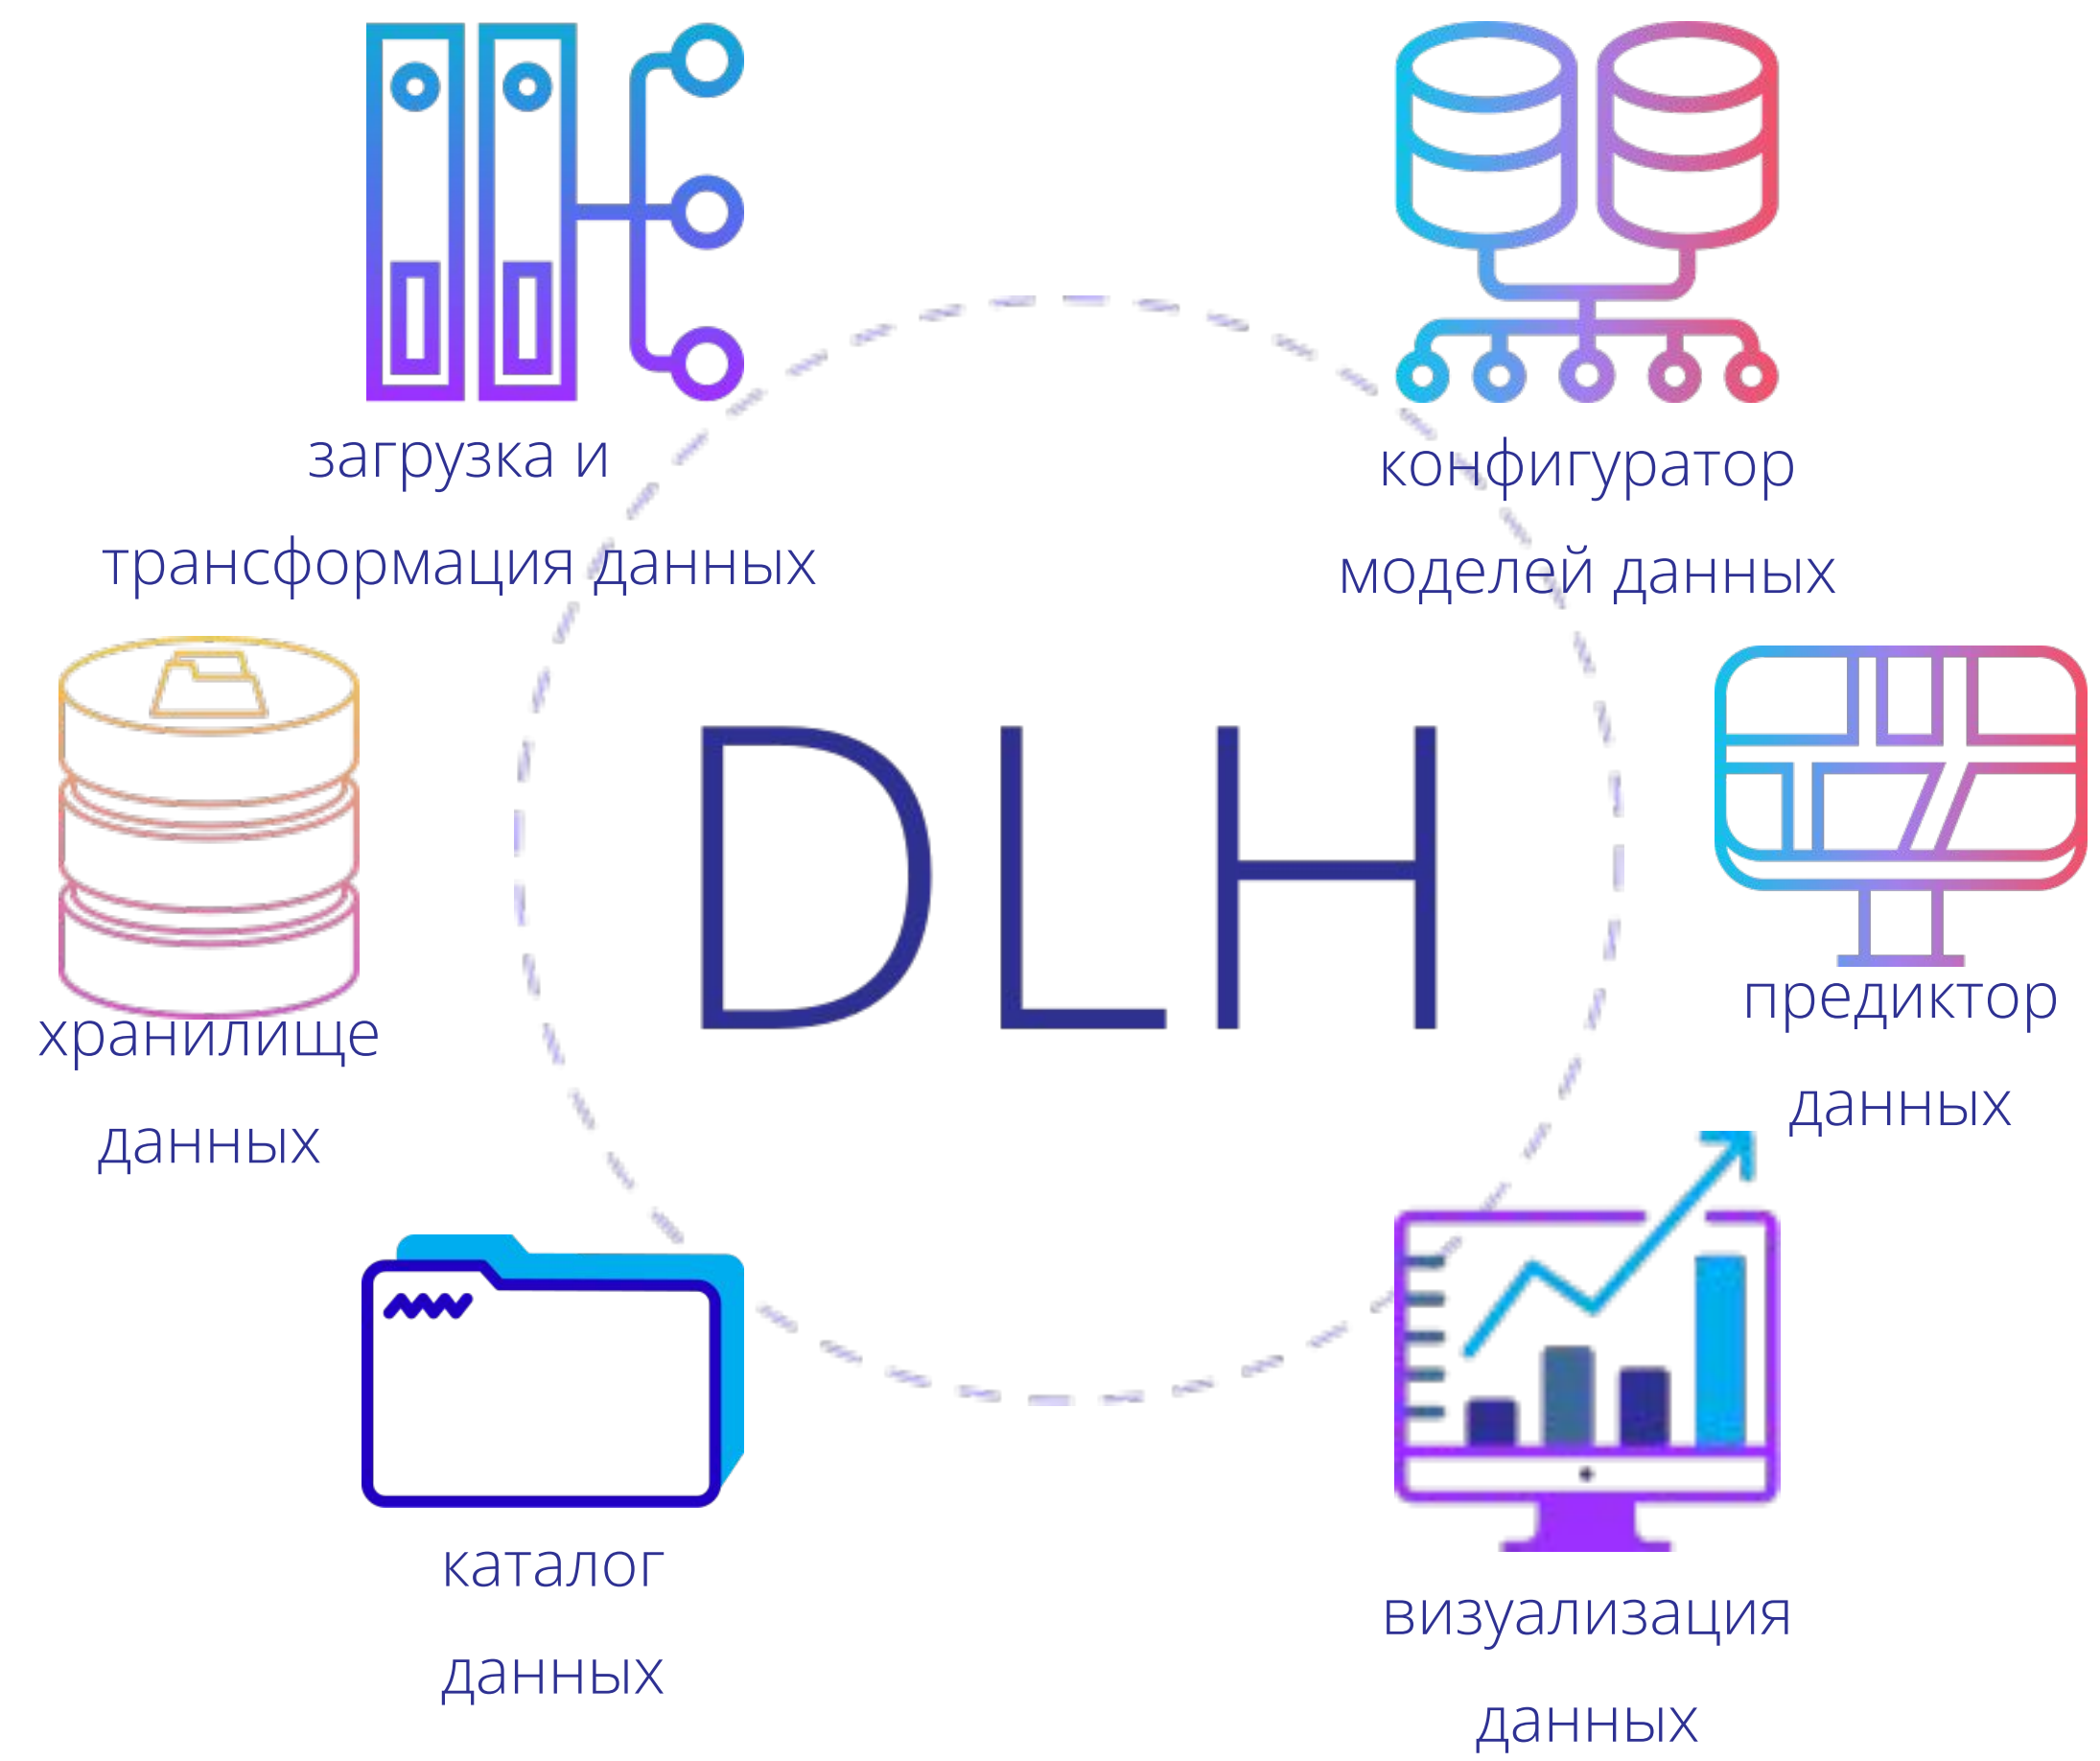 загрузка и
трансформация данных
конфигуратор
моделей данных
хранилище
данных
DLH
предиктор
данных
каталог
данных
визуализация
данных